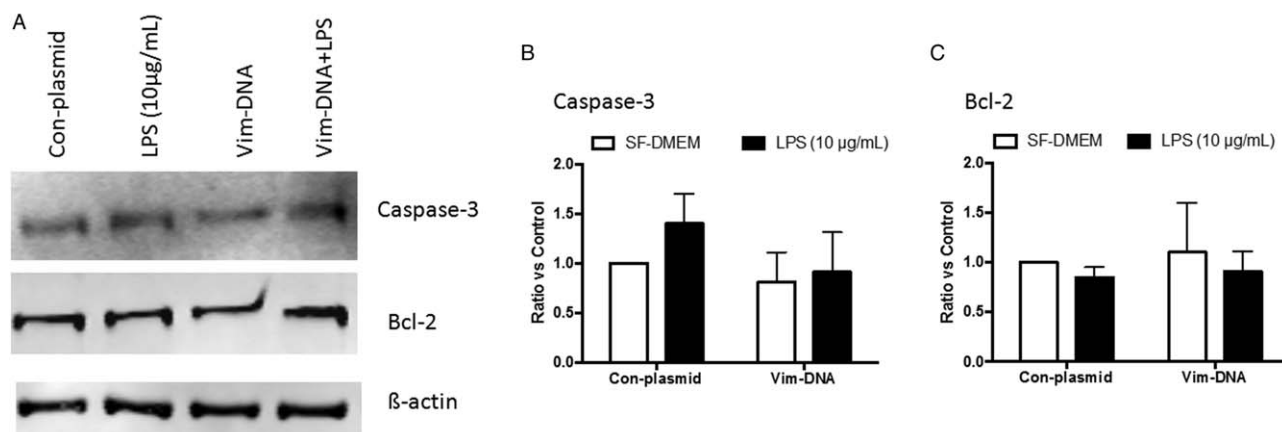 A
Con-plasmid
LPS (10µg/mL)
Vim-DNA
Vim-DNA+LPS
Caspase-3
Bcl-2
ß-actin
B
Caspase-3
SF-DMEM LPS (10 µg/mL)
Ratio vs Control
2.0
1.5
1.0
0.5
0.0
Con-plasmid Vim-DNA
C
Bcl-2
SF-DMEM LPS (10 µg/mL)
Ratio vs Control
2.0
1.5
1.0
0.5
0.0
Con-plasmid Vim-DNA